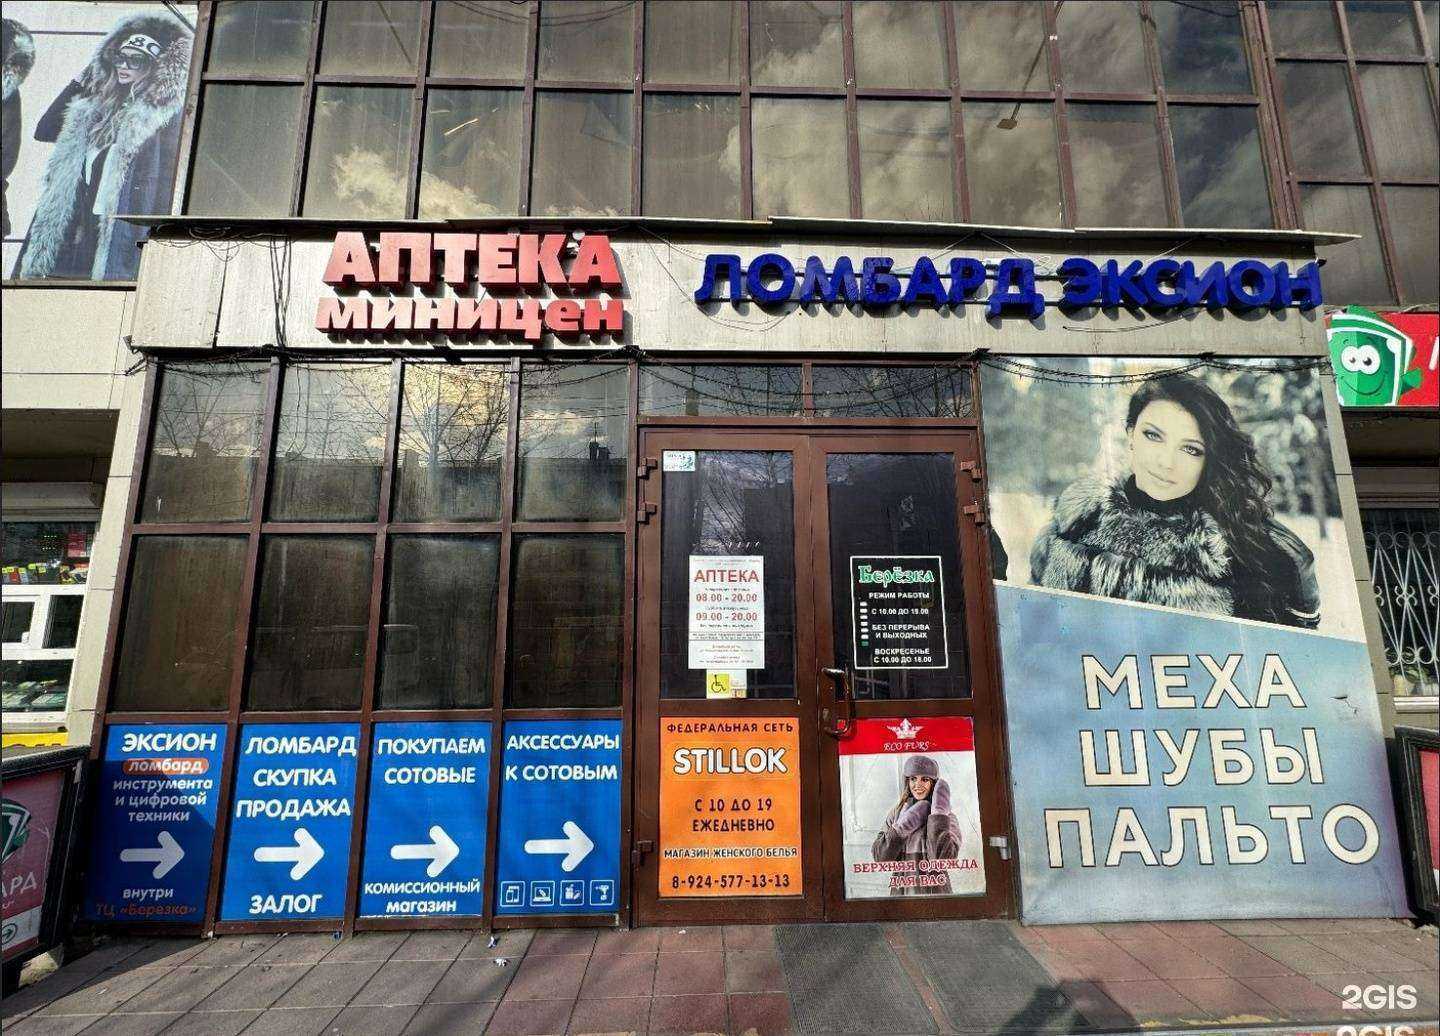 АПТЕКА
МИНИЦЕН
ЛОМБАРД ЭКСИОН
АПТЕКА
08.00 - 20.00
09.00 - 20.00
Берёзка
РЕЖИМ РАБОТЫ
С 10.00 ДО 19.00
БЕЗ ПЕРЕРЫВА
И ВЫХОДНЫХ
ВОСКРЕСЕНЬЕ
С 10.00 ДО 18.00
МЕХА
ШУБЫ
ПАЛЬТО
ЭКСИОН
ломбард
инструмента
и цифровой
техники
внутри
ТЦ «Березка»
ЛОМБАРД
СКУПКА
ПРОДАЖА
ЗАЛОГ
ПОКУПАЕМ
СОТОВЫЕ
КОМИССИОННЫЙ
магазин
АКСЕССУАРЫ
К СОТОВЫМ
ФЕДЕРАЛЬНАЯ СЕТЬ
STILLOK
С 10 ДО 19
ЕЖЕДНЕВНО
МАГАЗИН ЖЕНСКОГО БЕЛЬЯ
8-924-577-13-13
ECO FURS
ВЕРХНЯЯ ОДЕЖДА
ДЛЯ ВАС
2GIS